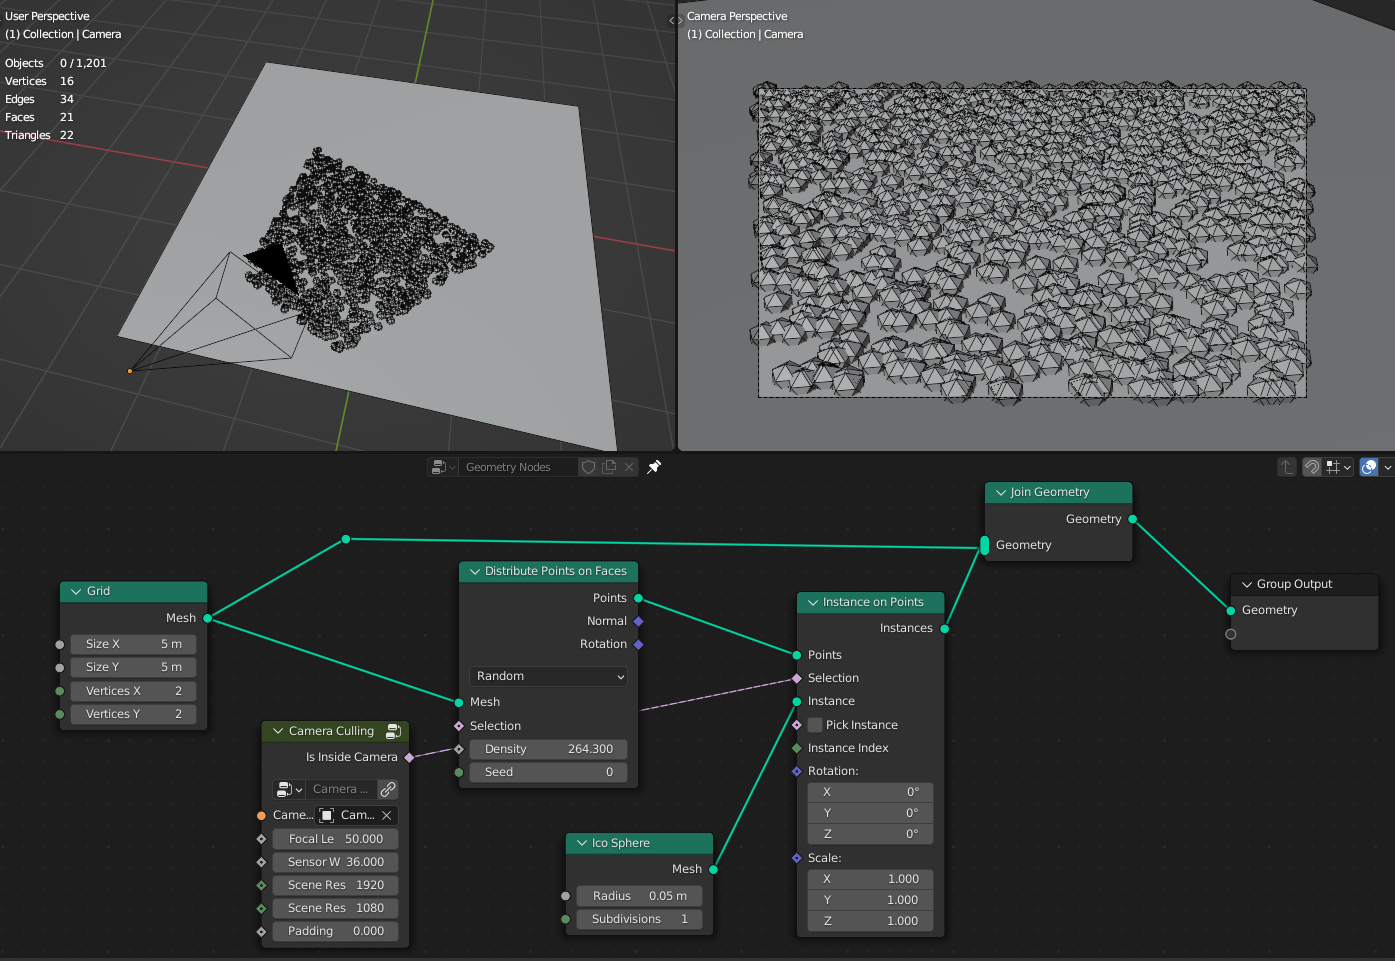 User Perspective
(1) Collection | Camera
Objects 0 / 1,201
Vertices 16
Edges 34
Faces 21
Triangles 22
Camera Perspective
(1) Collection | Camera
Geometry Nodes
Join Geometry
Geometry
Geometry
Group Output
Geometry
Grid
Mesh
Size X 5 m
Size Y 5 m
Vertices X 2
Vertices Y 2
Distribute Points on Faces
Points
Normal
Rotation
Random
Mesh
Selection
Density 264.300
Seed 0
Camera Culling
Is Inside Camera
Camera ...
Came... Cam...
Focal Le 50.000
Sensor W 36.000
Scene Res 1920
Scene Res 1080
Padding 0.000
Ico Sphere
Mesh
Radius 0.05 m
Subdivisions 1
Instance on Points
Instances
Points
Selection
Instance
Pick Instance
Instance Index
Rotation:
X 0°
Y 0°
Z 0°
Scale:
X 1.000
Y 1.000
Z 1.000